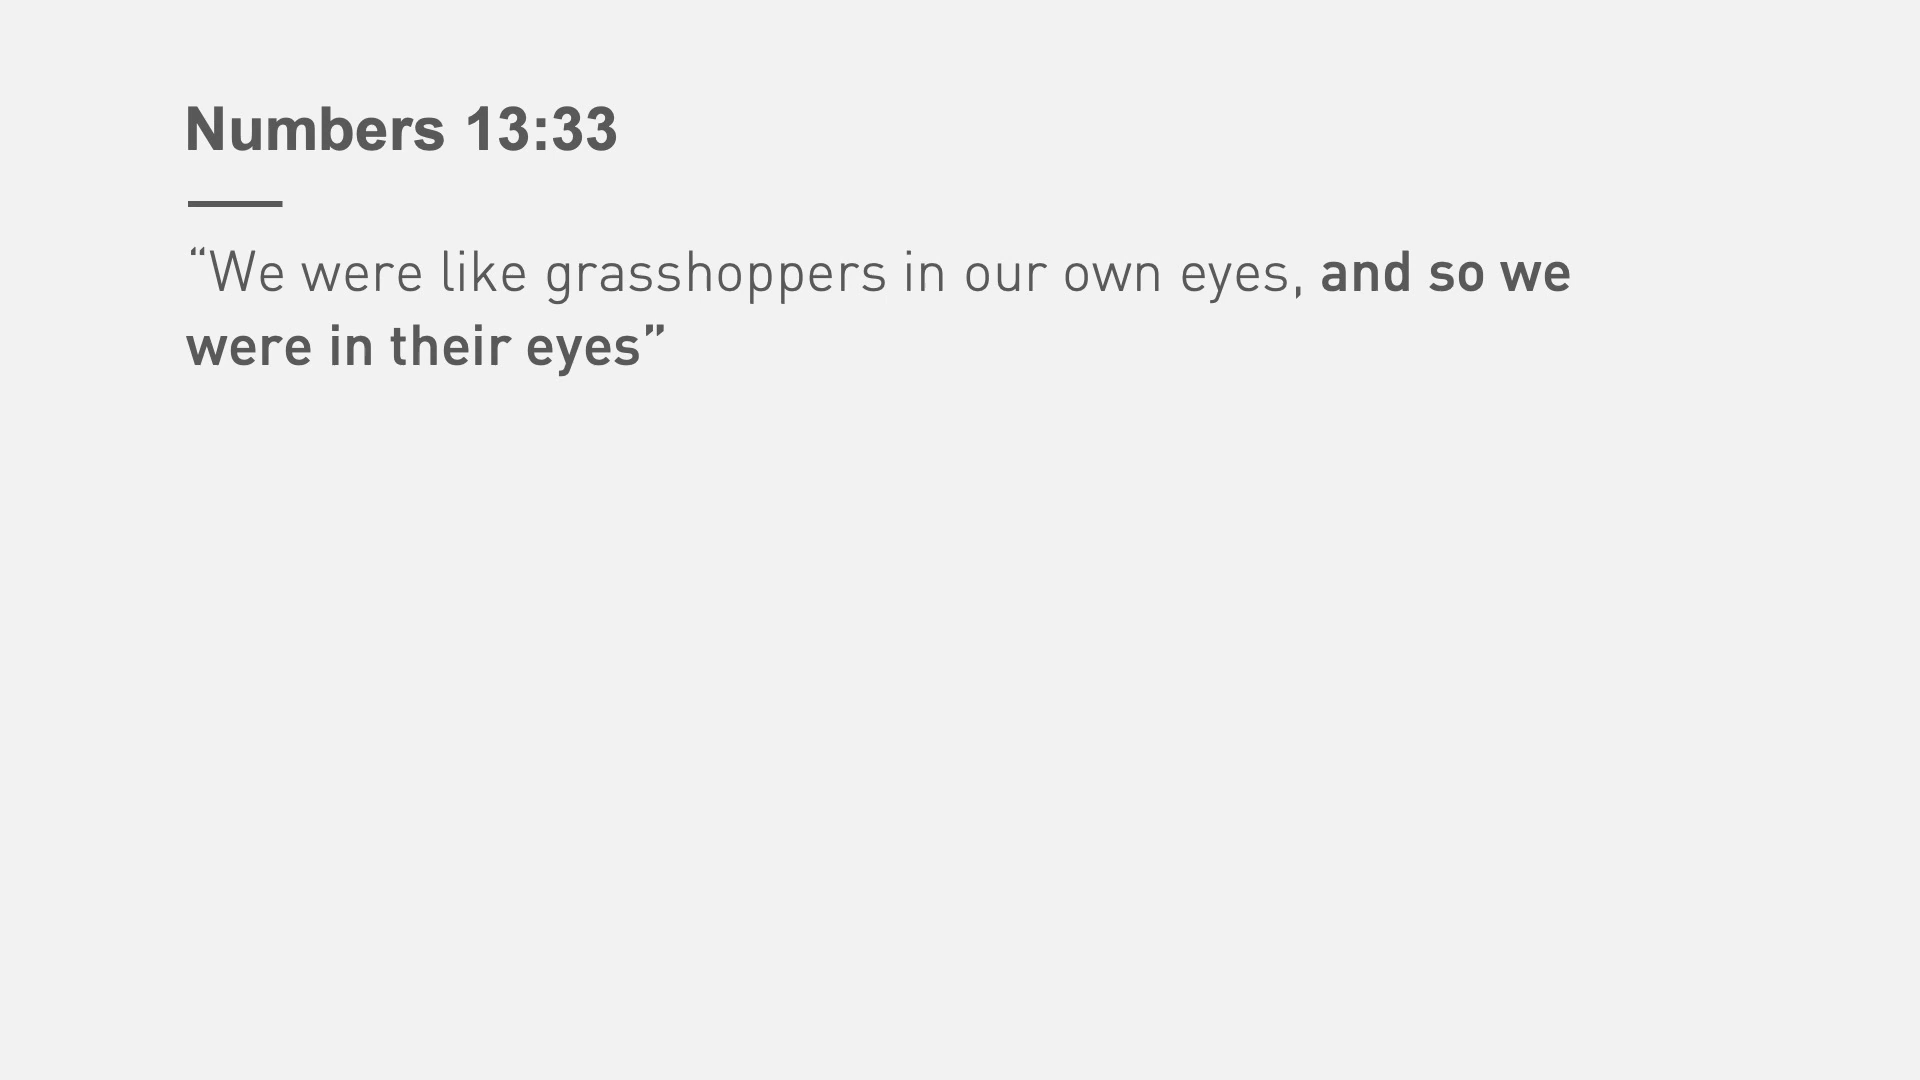 Numbers 13:33
“We were like grasshoppers in our own eyes, and so we
were in their eyes”